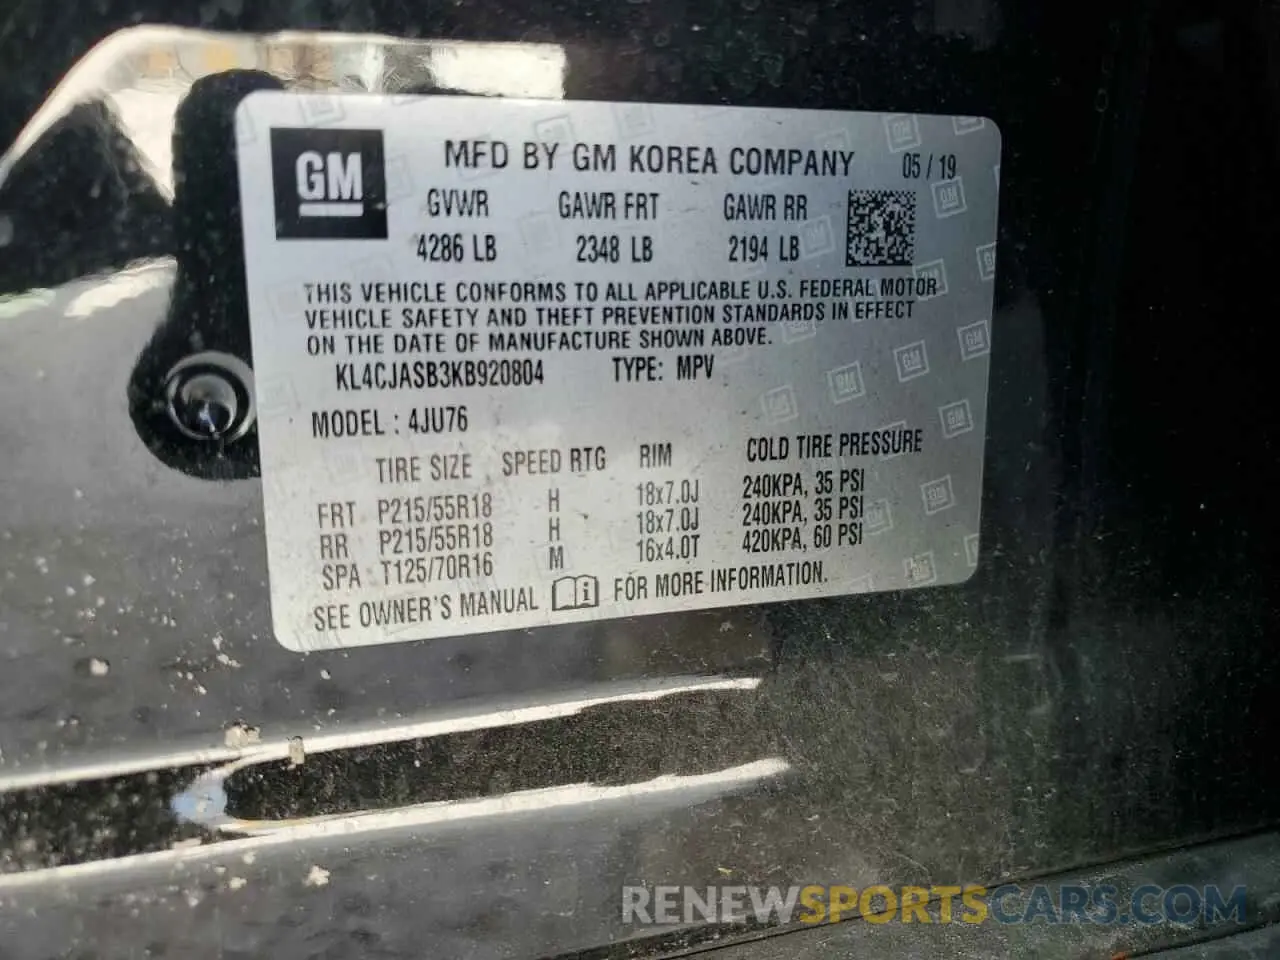 GM
MFD BY GM KOREA COMPANY 05 / 19
GVWR GAWR FRT GAWR RR
4286 LB 2348 LB 2194 LB
THIS VEHICLE CONFORMS TO ALL APPLICABLE U.S. FEDERAL MOTOR
VEHICLE SAFETY AND THEFT PREVENTION STANDARDS IN EFFECT
ON THE DATE OF MANUFACTURE SHOWN ABOVE.
KL4CJASB3KB920804 TYPE: MPV
MODEL : 4JU76
TIRE SIZE SPEED RTG RIM COLD TIRE PRESSURE
FRT P215/55R18 H 18x7.0J 240KPA, 35 PSI
RR P215/55R18 H 18x7.0J 240KPA, 35 PSI
SPA T125/70R16 M 16x4.0T 420KPA, 60 PSI
SEE OWNER'S MANUAL i FOR MORE INFORMATION.
RENEWSPORTSCARS.COM